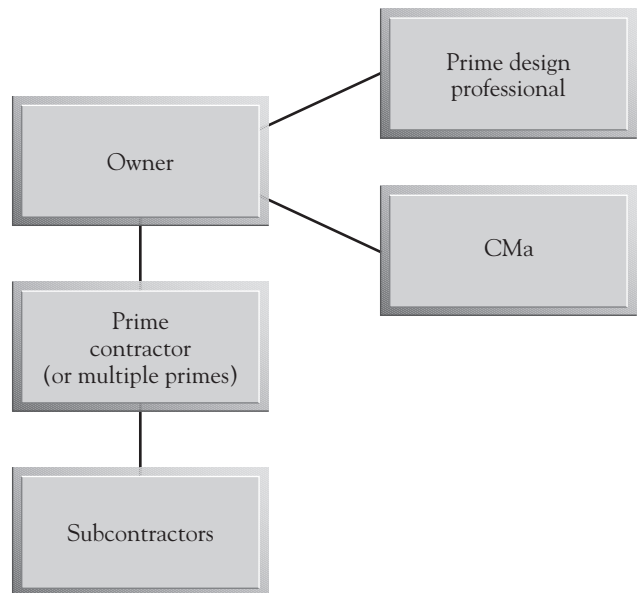 Prime design
professional
Owner
CMa
Prime
contractor
(or multiple primes)
Subcontractors